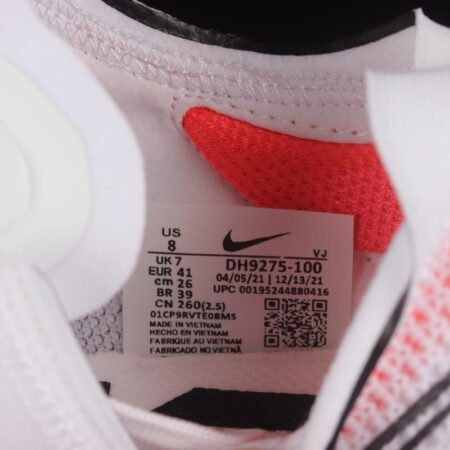 US
8
UK 7
EUR 41
cm 26
BR 39
CN 260(2.5)
01CP9RVTE08MS
MADE IN VIETNAM
HECHO EN VIETNAM
FABRIQUE AU VIETNAM
FABRICADO NO VIETNÃ
VJ
DH9275-100
04/05/21 | 12/13/21
UPC 00195244880416